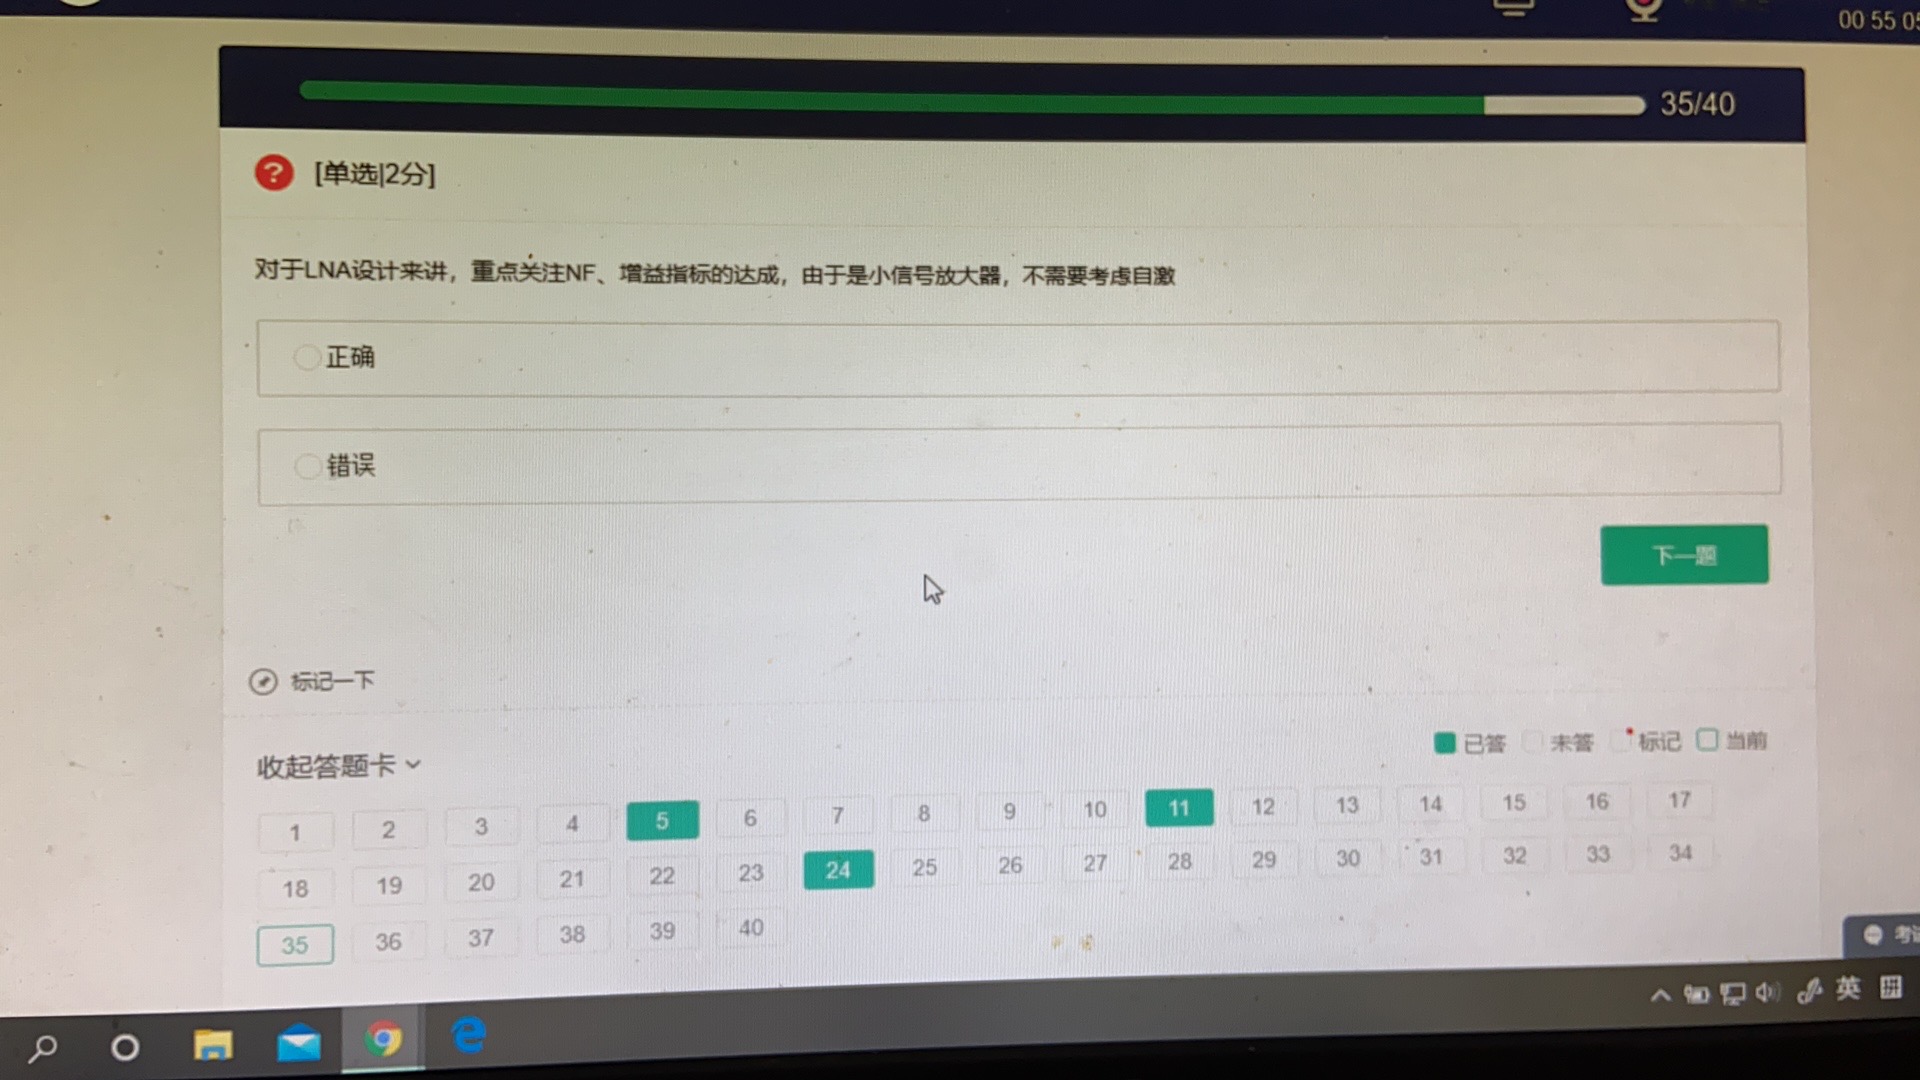 00 55 05
35/40
[单选|2分]
对于LNA设计来讲，重点关注NF、增益指标的达成，由于是小信号放大器，不需要考虑自激
正确
错误
下一题
标记一下
收起答题卡
已答 未答 标记 当前
1 2 3 4 5 6 7 8 9 10 11 12 13 14 15 16 17
18 19 20 21 22 23 24 25 26 27 28 29 30 31 32 33 34
35 36 37 38 39 40
考
英 拼